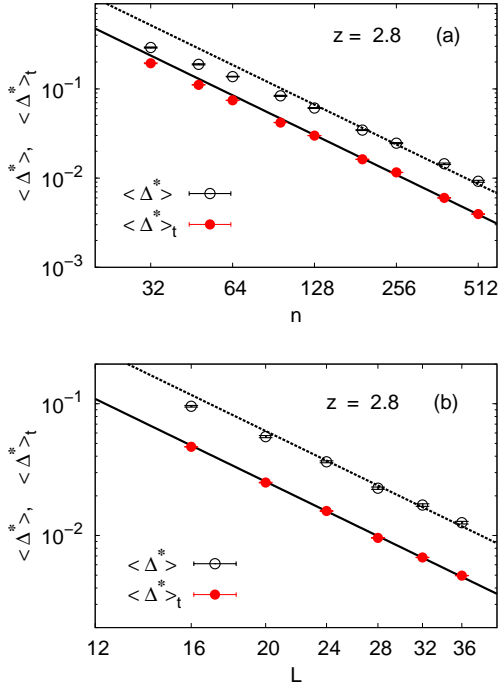 z = 2.8 (a)
10⁻¹
10⁻²
10⁻³
< Δ* >, < Δ* >t
< Δ* >
< Δ* >t
32 64 128 256 512
n
z = 2.8 (b)
10⁻¹
10⁻²
< Δ* >, < Δ* >t
< Δ* >
< Δ* >t
12 16 20 24 28 32 36
L